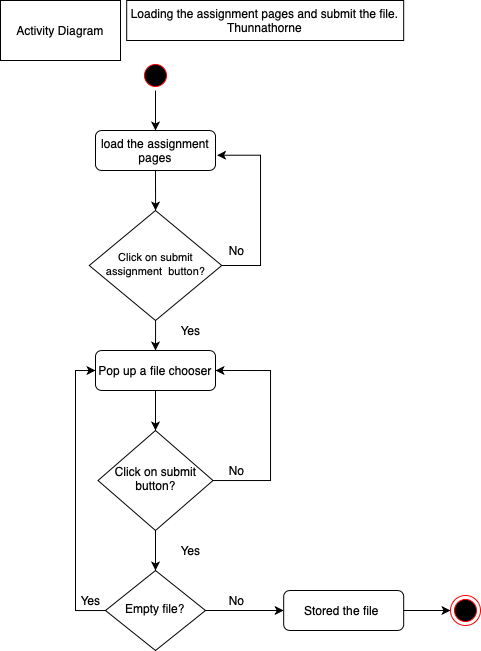 Activity Diagram
Loading the assignment pages and submit the file.
Thunnathorne
load the assignment
pages
Click on submit
assignment button?
No
Yes
Pop up a file chooser
Click on submit
button?
No
Yes
Empty file?
Yes
No
Stored the file